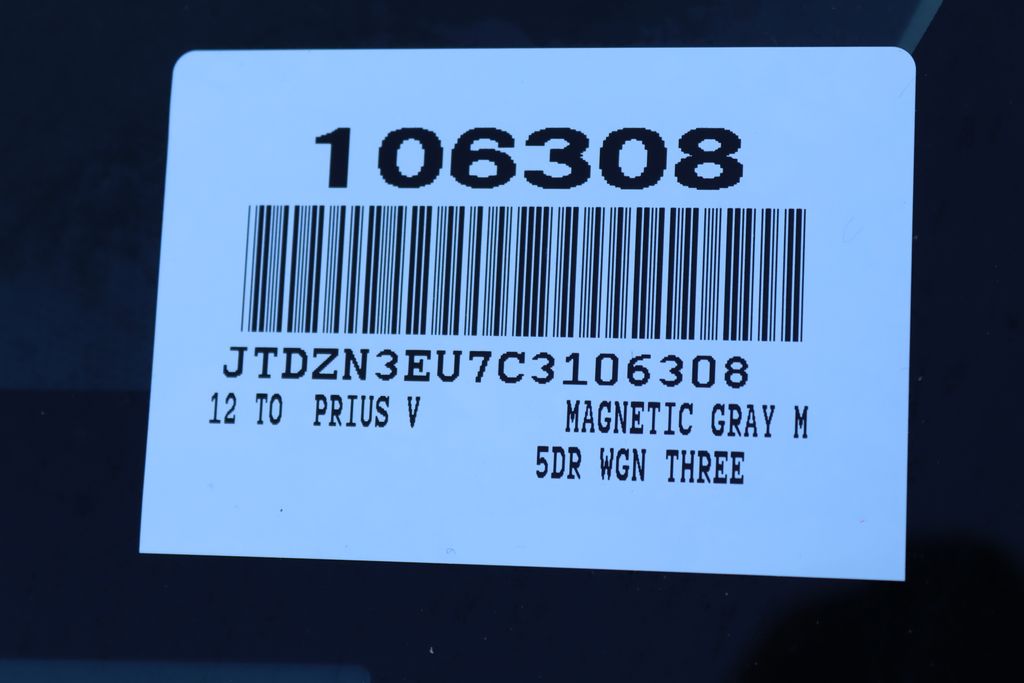 106308
JTDZN3EU7C3106308
12 TO PRIUS V MAGNETIC GRAY M
5DR WGN THREE